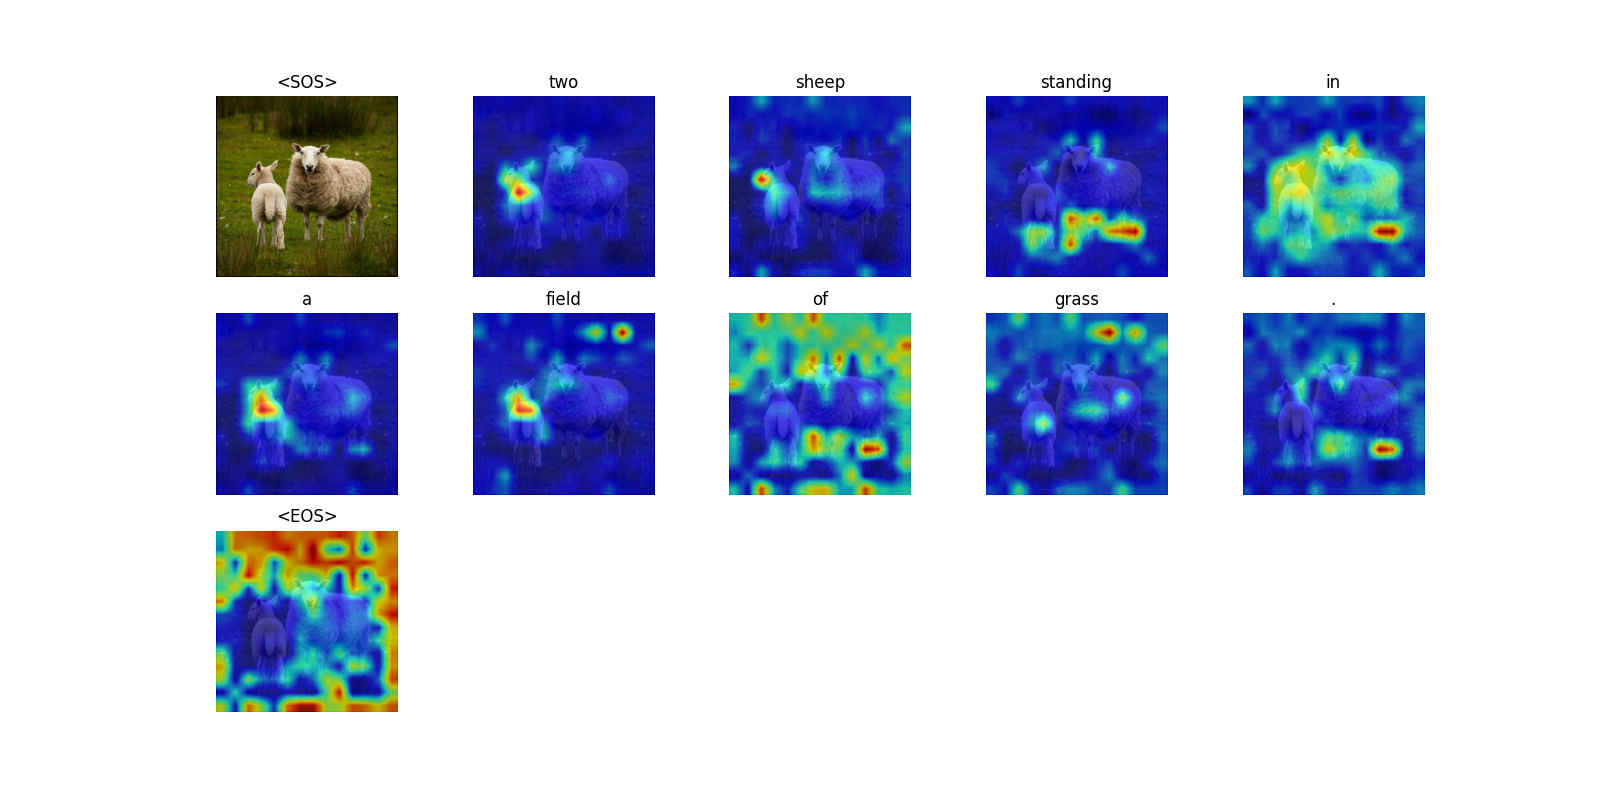 <SOS> two sheep standing in
a field of grass .
<EOS>